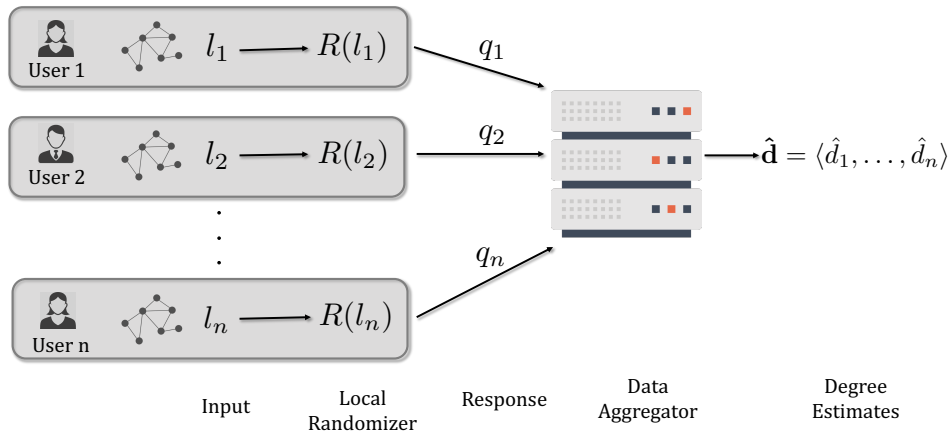 User 1
l₁ R(l₁) q₁
User 2
l₂ R(l₂) q₂
𝐝̂ = ⟨d̂₁, . . . , d̂ₙ⟩
.
.
.
User n
lₙ R(lₙ) qₙ
Input
Local
Randomizer
Response
Data
Aggregator
Degree
Estimates